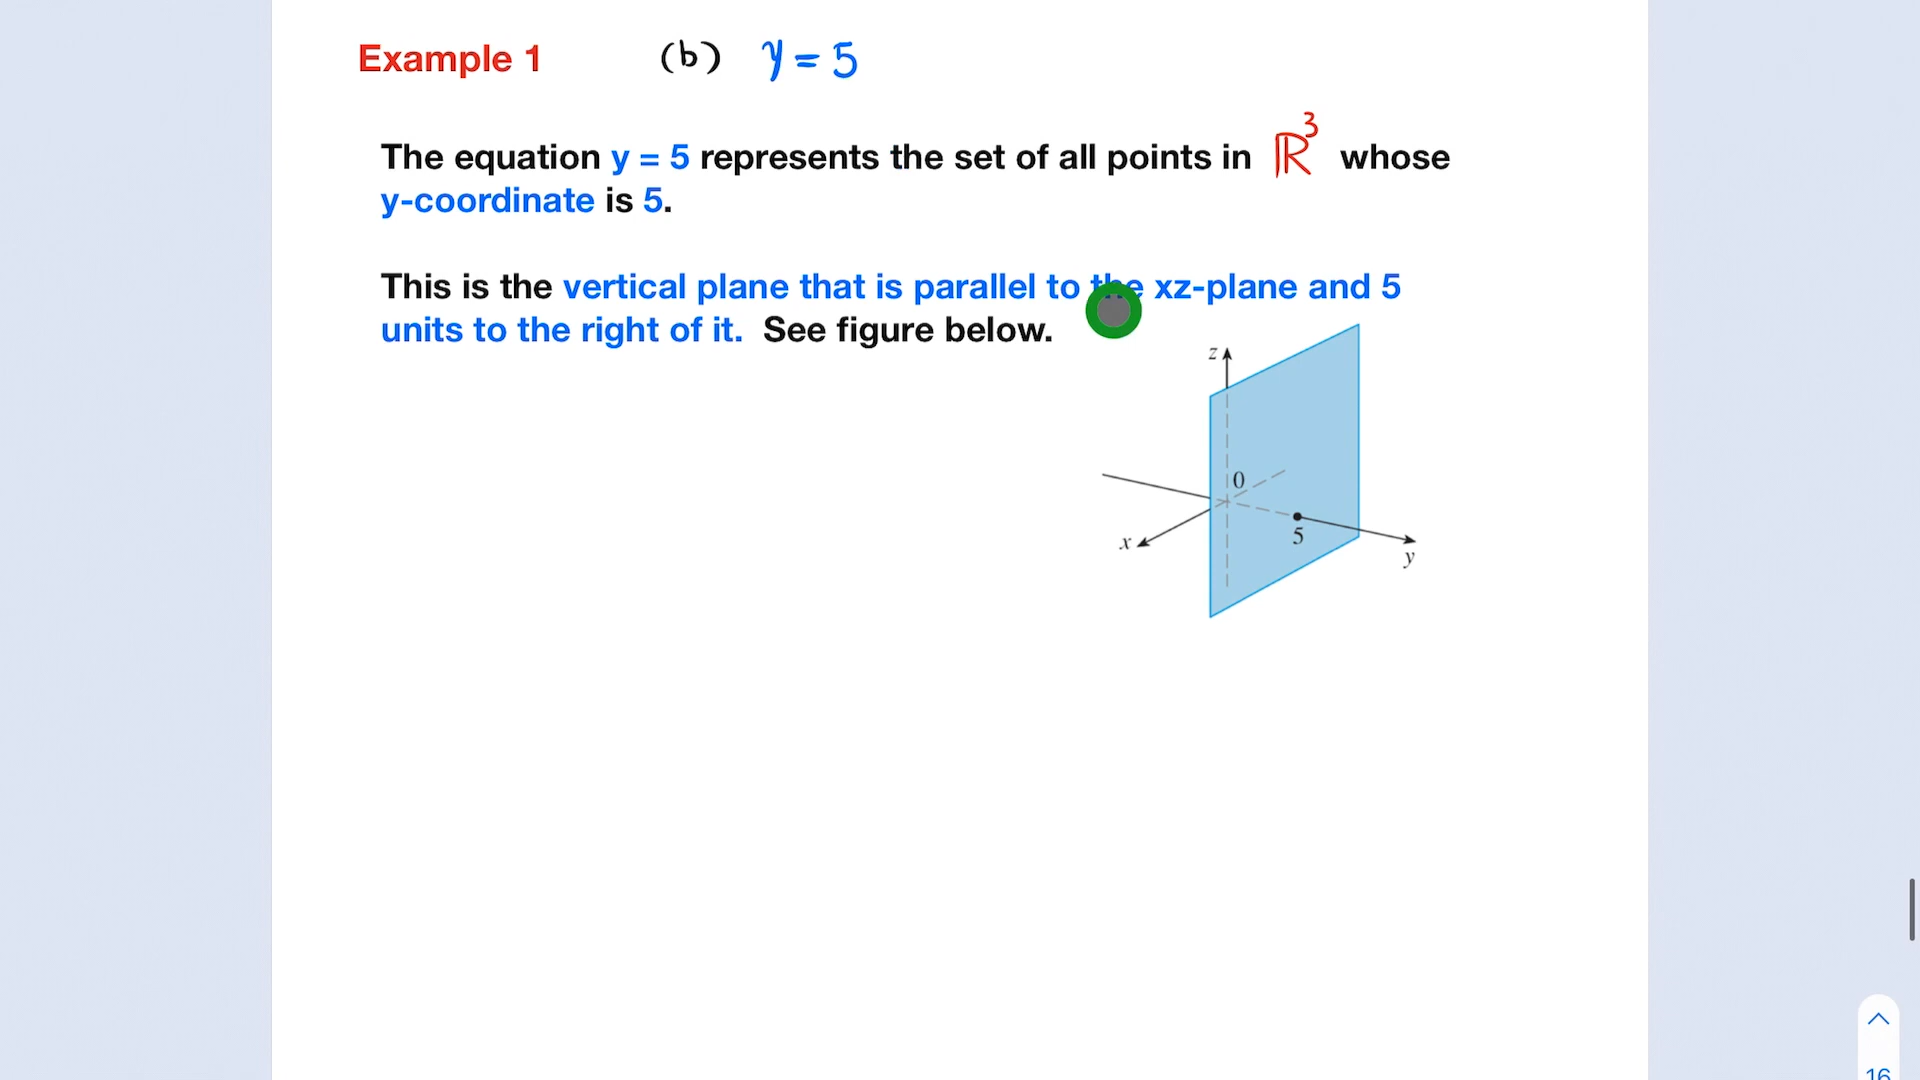 Example 1 (b) y = 5
The equation y = 5 represents the set of all points in ℝ³ whose
y-coordinate is 5.
This is the vertical plane that is parallel to the xz-plane and 5
units to the right of it. See figure below.
z
0
x
5
y
16